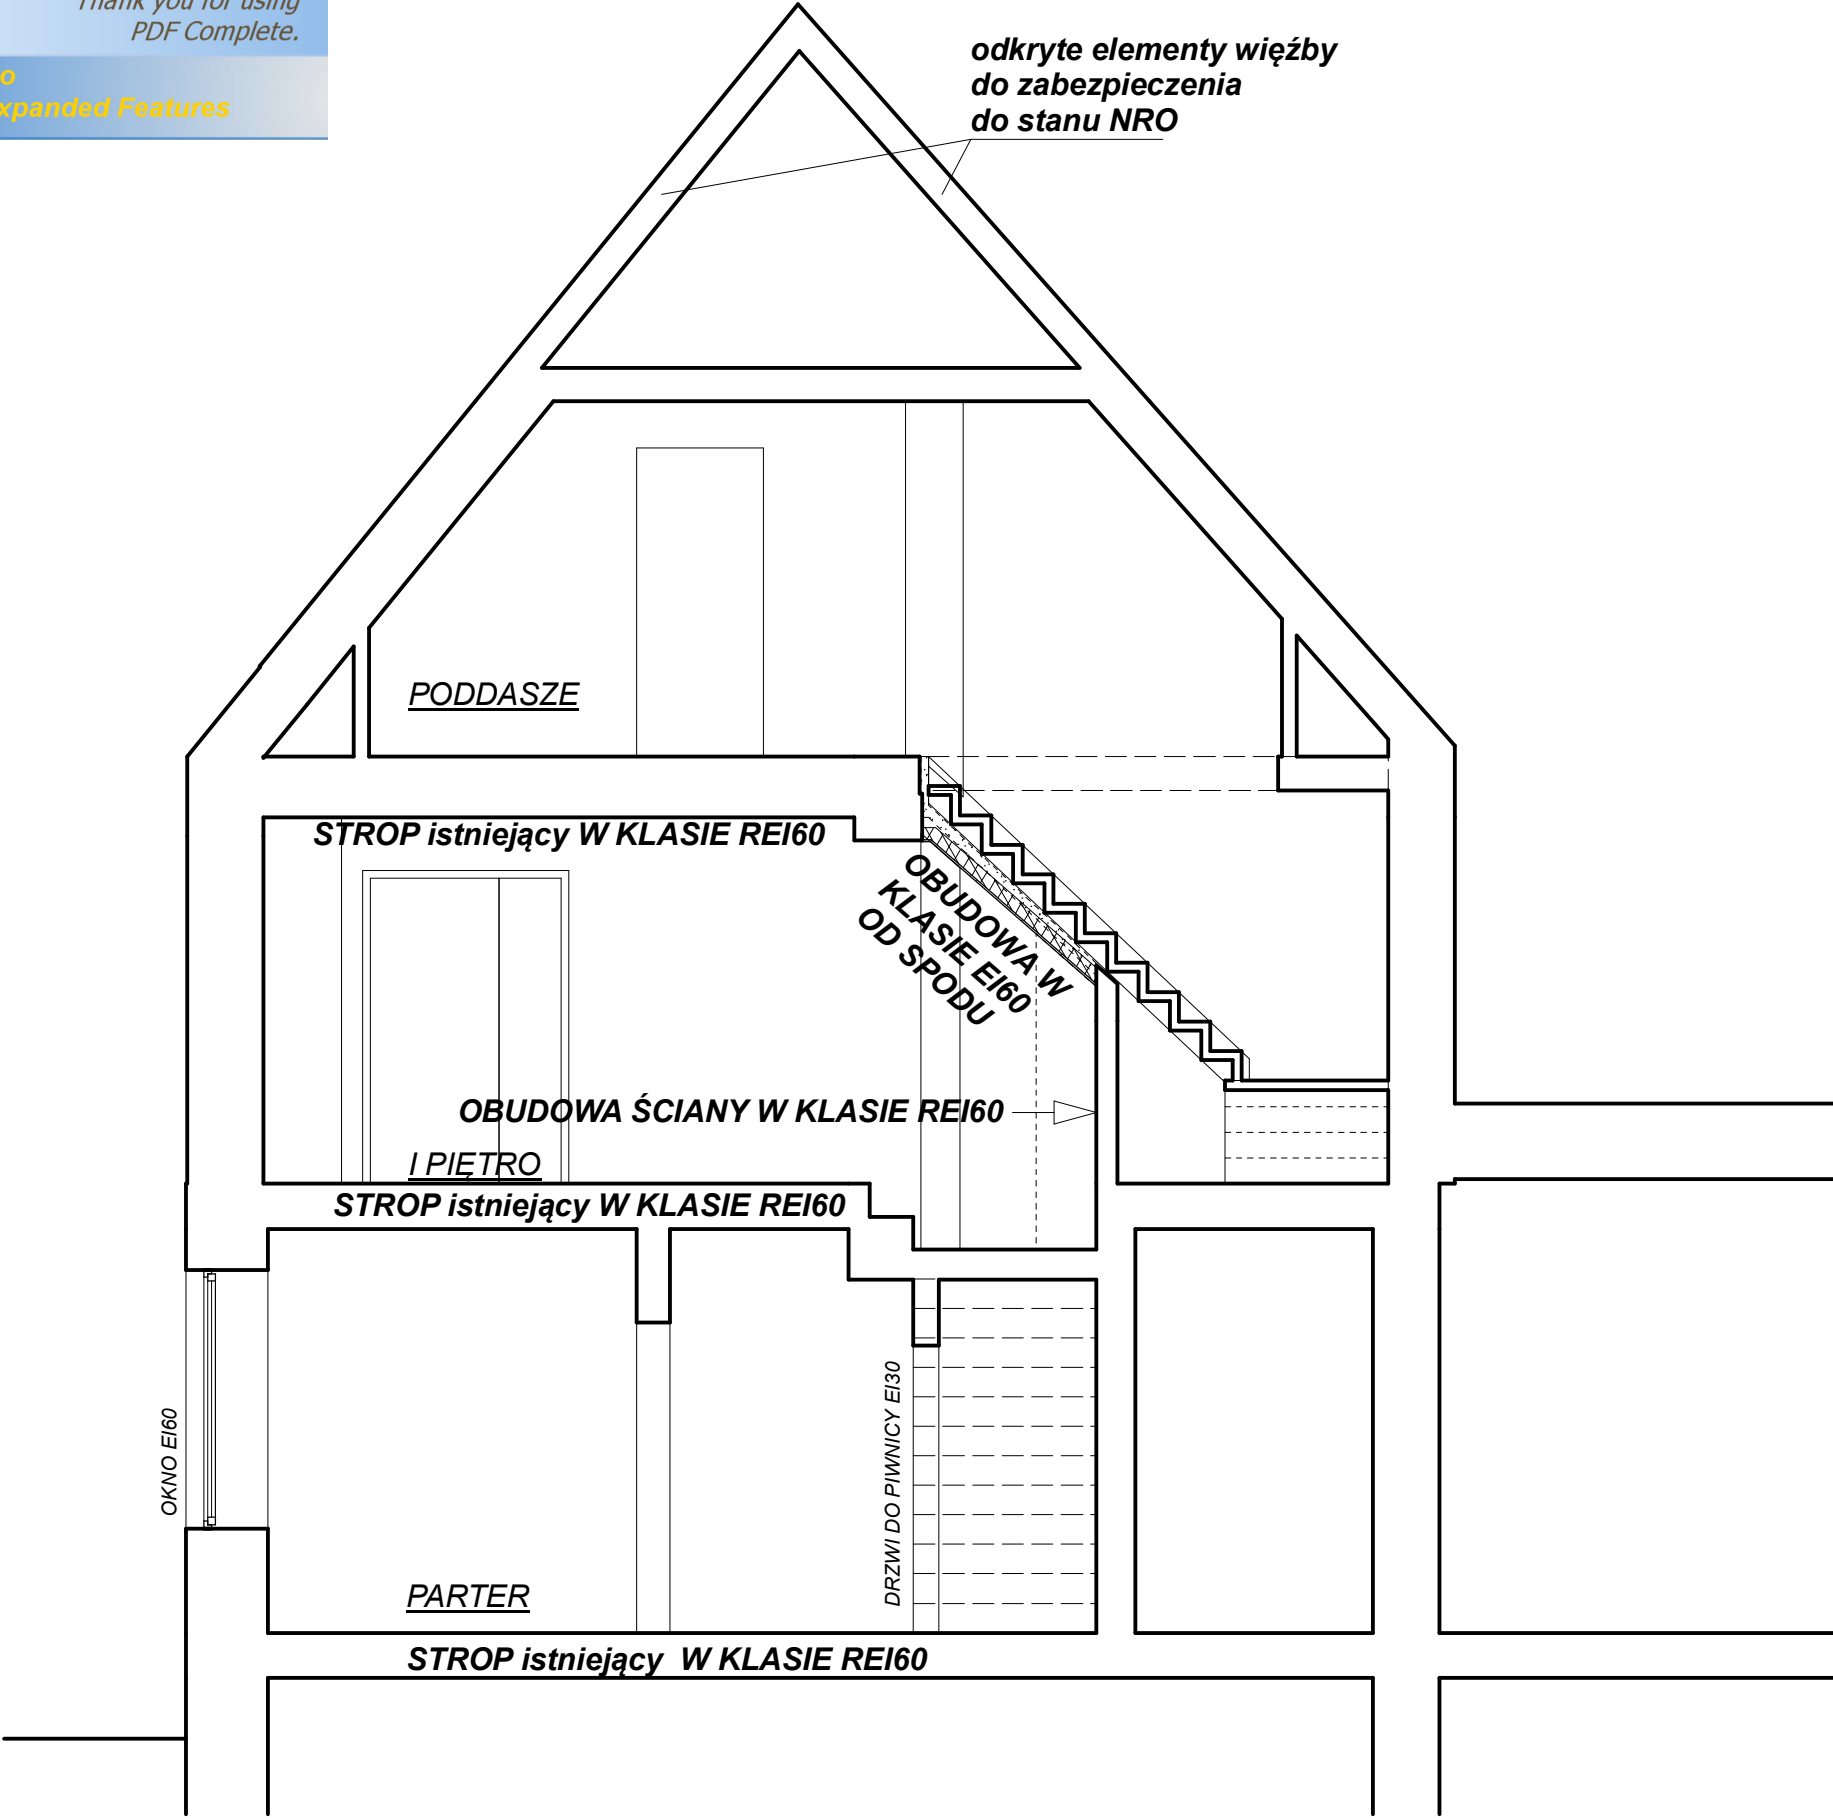 Thank you for using
PDF Complete.
o
xpanded Features
odkryte elementy więźby
do zabezpieczenia
do stanu NRO
PODDASZE
STROP istniejący W KLASIE REI60
OBUDOWA W
KLASIE EI60
OD SPODU
OBUDOWA ŚCIANY W KLASIE REI60
I PIĘTRO
STROP istniejący W KLASIE REI60
OKNO EI60
DRZWI DO PIWNICY EI30
PARTER
STROP istniejący W KLASIE REI60